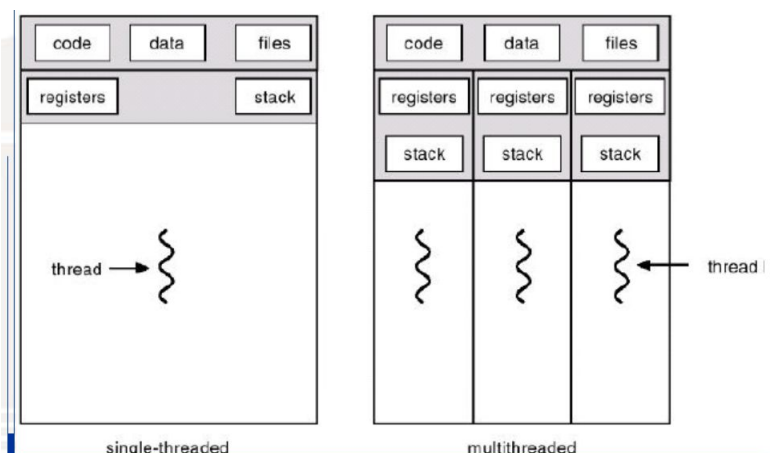 code data files code data files
registers stack registers registers registers
stack stack stack
thread thread
single-threaded multithreaded